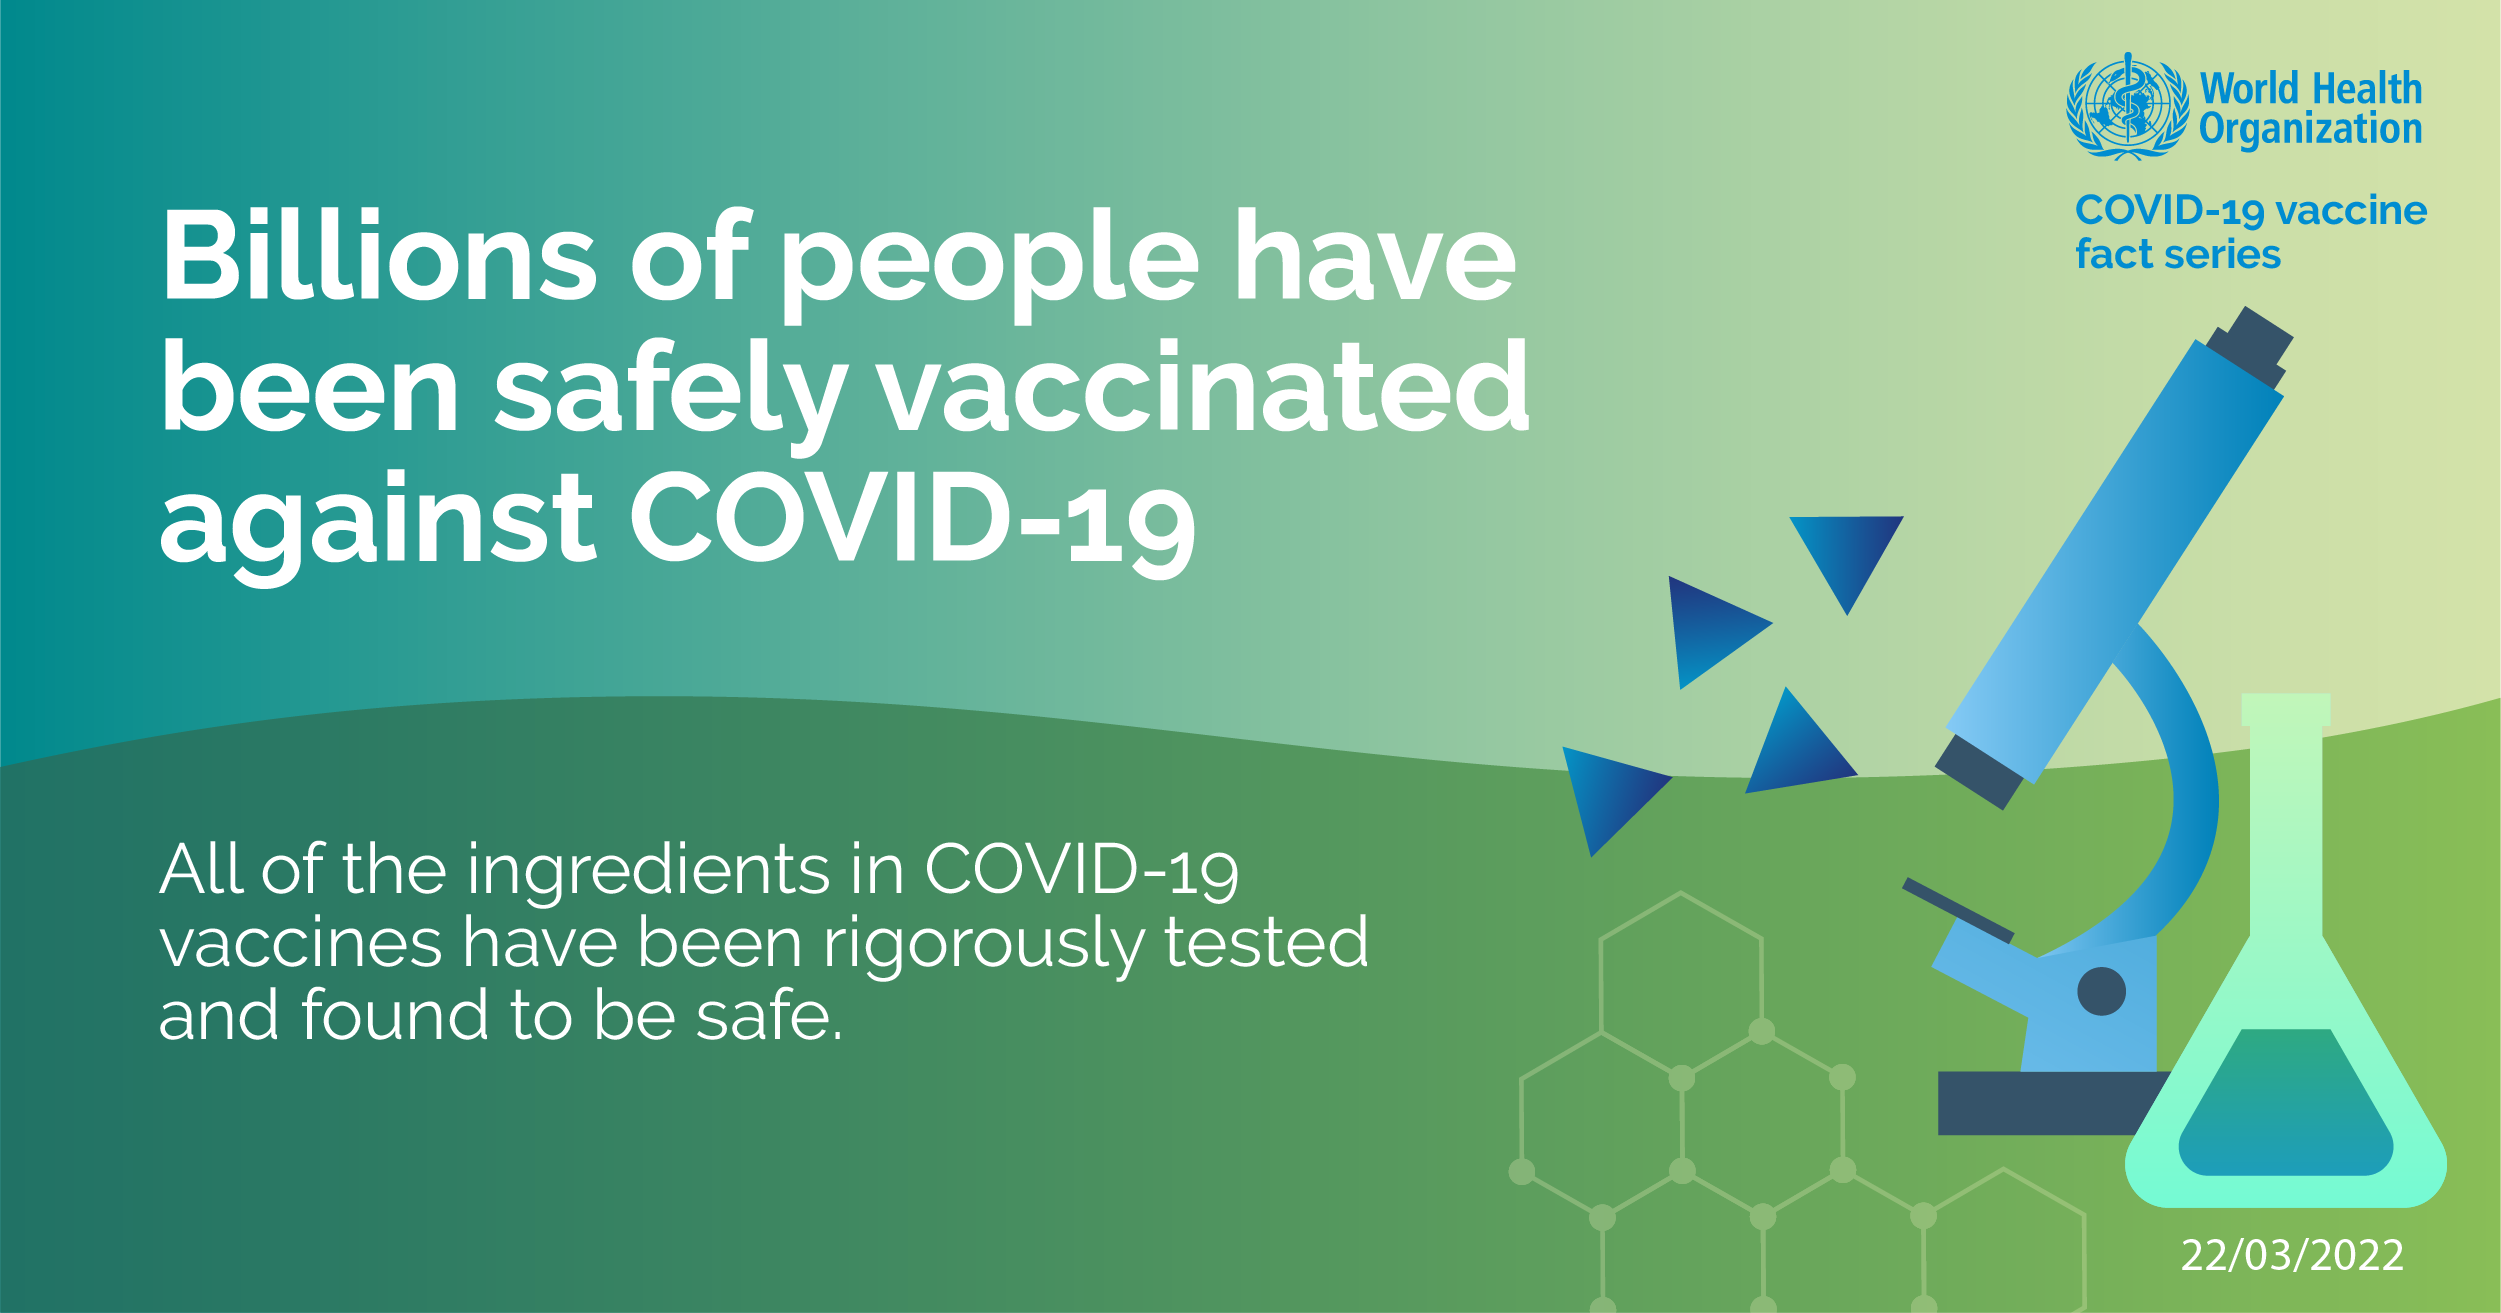 World Health
Organization
COVID-19 vaccine
fact series
Billions of people have
been safely vaccinated
against COVID-19
All of the ingredients in COVID-19
vaccines have been rigorously tested
and found to be safe.
22/03/2022